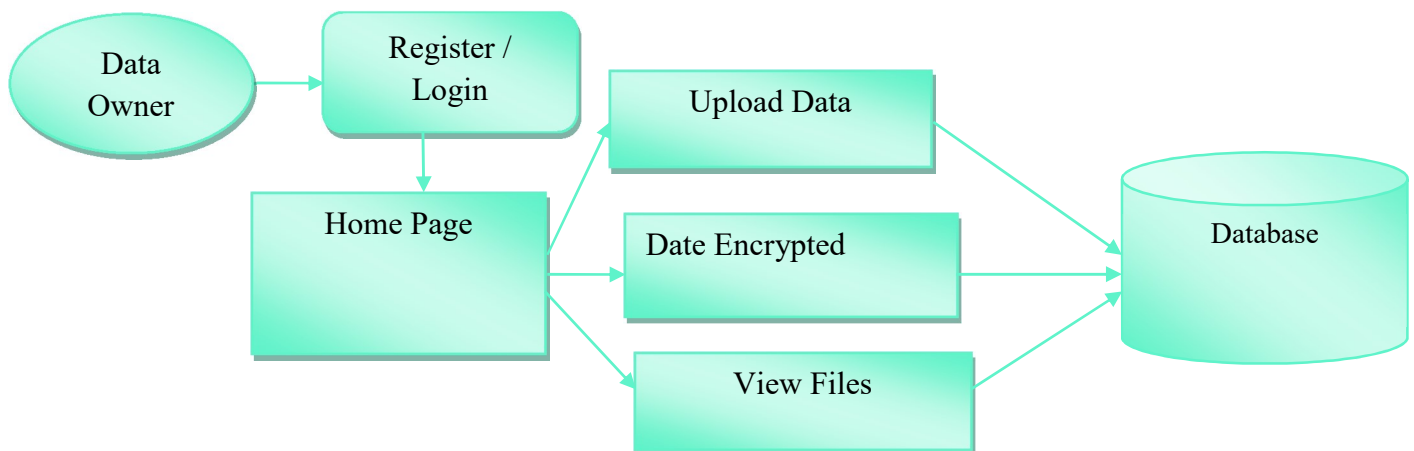 Data
Owner
Register /
Login
Upload Data
Home Page
Date Encrypted
Database
View Files